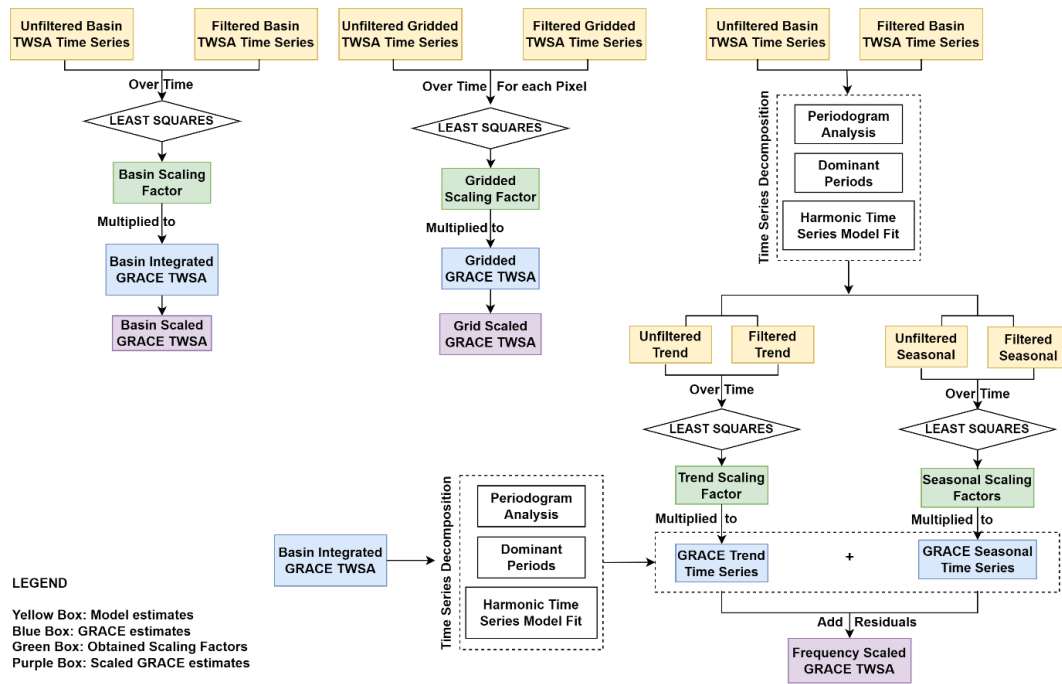 Unfiltered Basin
TWSA Time Series
Filtered Basin
TWSA Time Series
Over Time
LEAST SQUARES
Basin Scaling
Factor
Multiplied to
Basin Integrated
GRACE TWSA
Basin Scaled
GRACE TWSA
Unfiltered Gridded
TWSA Time Series
Filtered Gridded
TWSA Time Series
Over Time For each Pixel
LEAST SQUARES
Gridded
Scaling Factor
Multiplied to
Gridded
GRACE TWSA
Grid Scaled
GRACE TWSA
Unfiltered Basin
TWSA Time Series
Filtered Basin
TWSA Time Series
Time Series Decomposition
Periodogram
Analysis
Dominant
Periods
Harmonic Time
Series Model Fit
Unfiltered
Trend
Filtered
Trend
Over Time
LEAST SQUARES
Trend Scaling
Factor
Multiplied to
Unfiltered
Seasonal
Filtered
Seasonal
Over Time
LEAST SQUARES
Seasonal Scaling
Factors
Multiplied to
Basin Integrated
GRACE TWSA
Time Series Decomposition
Periodogram
Analysis
Dominant
Periods
Harmonic Time
Series Model Fit
GRACE Trend
Time Series
+
GRACE Seasonal
Time Series
Add Residuals
Frequency Scaled
GRACE TWSA
LEGEND
Yellow Box: Model estimates
Blue Box: GRACE estimates
Green Box: Obtained Scaling Factors
Purple Box: Scaled GRACE estimates